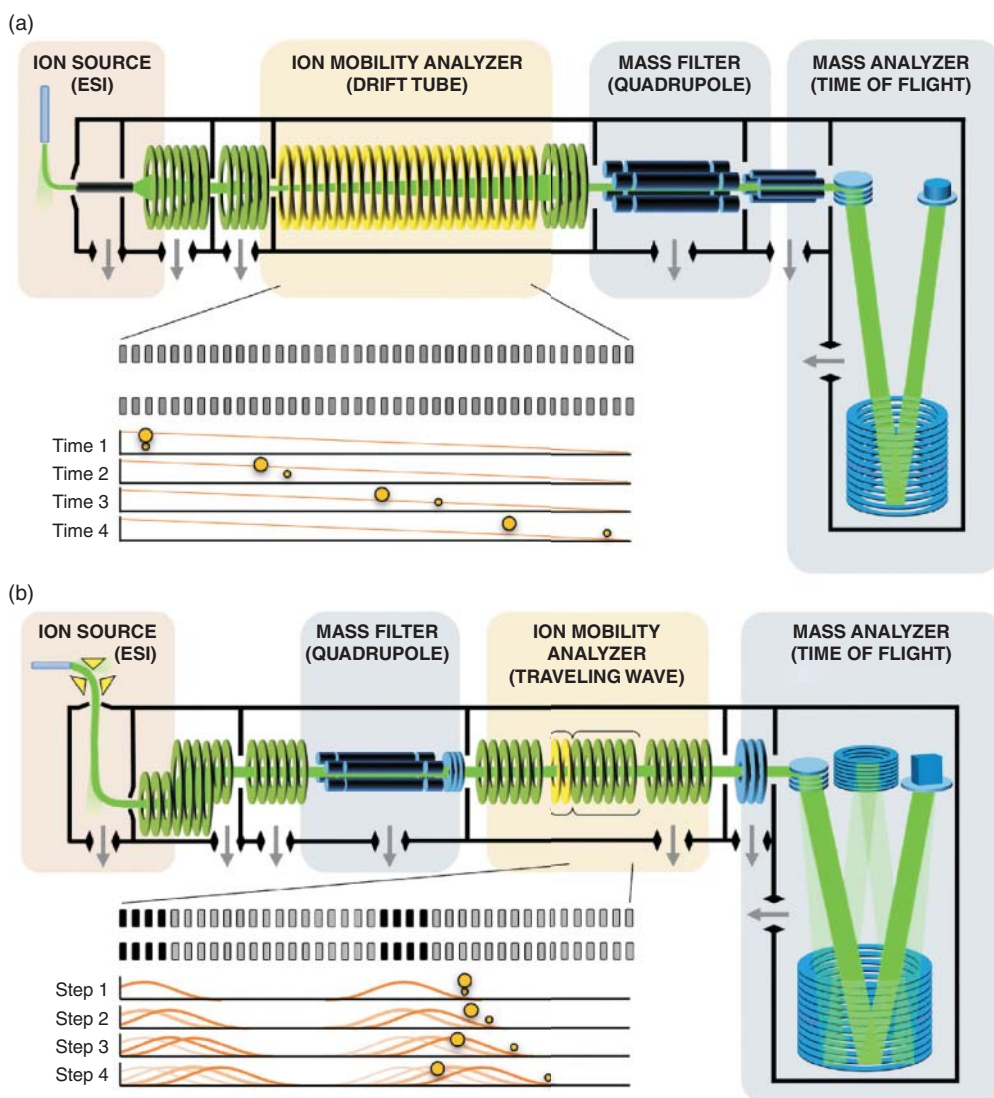 (a)
ION SOURCE
(ESI)
ION MOBILITY ANALYZER
(DRIFT TUBE)
MASS FILTER
(QUADRUPOLE)
MASS ANALYZER
(TIME OF FLIGHT)
Time 1
Time 2
Time 3
Time 4
(b)
ION SOURCE
(ESI)
MASS FILTER
(QUADRUPOLE)
ION MOBILITY
ANALYZER
(TRAVELING WAVE)
MASS ANALYZER
(TIME OF FLIGHT)
Step 1
Step 2
Step 3
Step 4